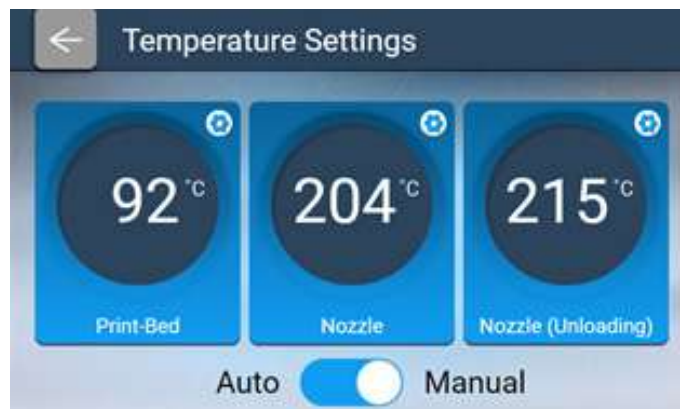 Temperature Settings
92 °C
204 °C
215 °C
Print-Bed
Nozzle
Nozzle (Unloading)
Auto
Manual